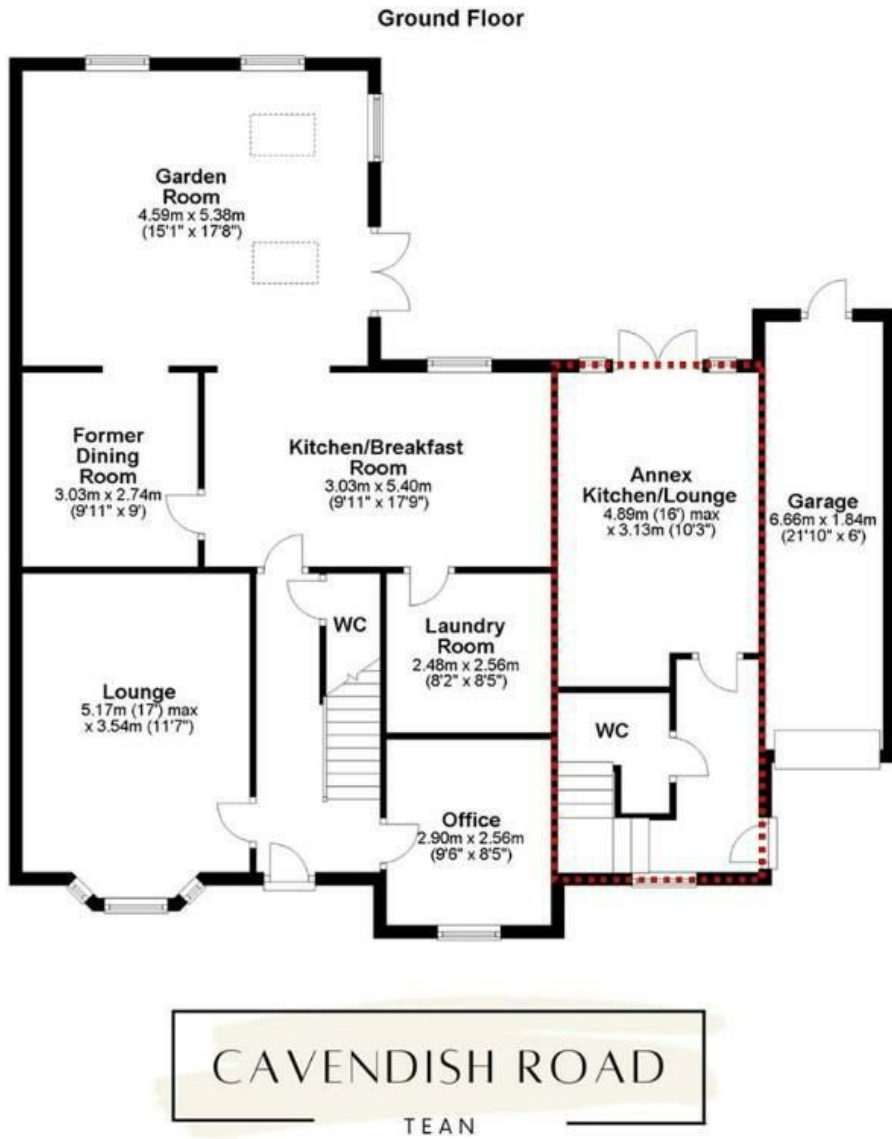 Ground Floor
Garden
Room
4.59m x 5.38m
(15'1" x 17'8")
Former
Dining
Room
3.03m x 2.74m
(9'11" x 9')
Kitchen/Breakfast
Room
3.03m x 5.40m
(9'11" x 17'9")
Annex
Kitchen/Lounge
4.89m (16') max
x 3.13m (10'3")
Garage
6.66m x 1.84m
(21'10" x 6')
WC
Laundry
Room
2.48m x 2.56m
(8'2" x 8'5")
Lounge
5.17m (17') max
x 3.54m (11'7")
WC
Office
2.90m x 2.56m
(9'6" x 8'5")
CAVENDISH ROAD
TEAN